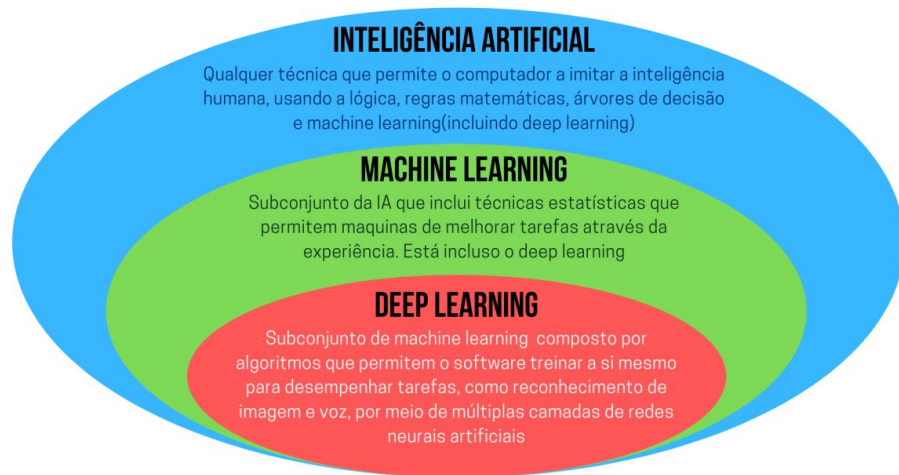 INTELIGÊNCIA ARTIFICIAL
Qualquer técnica que permite o computador a imitar a inteligência
humana, usando a lógica, regras matemáticas, árvores de decisão
e machine learning(incluindo deep learning)
MACHINE LEARNING
Subconjunto da IA que inclui técnicas estatísticas que
permitem maquinas de melhorar tarefas através da
experiência. Está incluso o deep learning
DEEP LEARNING
Subconjunto de machine learning composto por
algoritmos que permitem o software treinar a si mesmo
para desempenhar tarefas, como reconhecimento de
imagem e voz, por meio de múltiplas camadas de redes
neurais artificiais